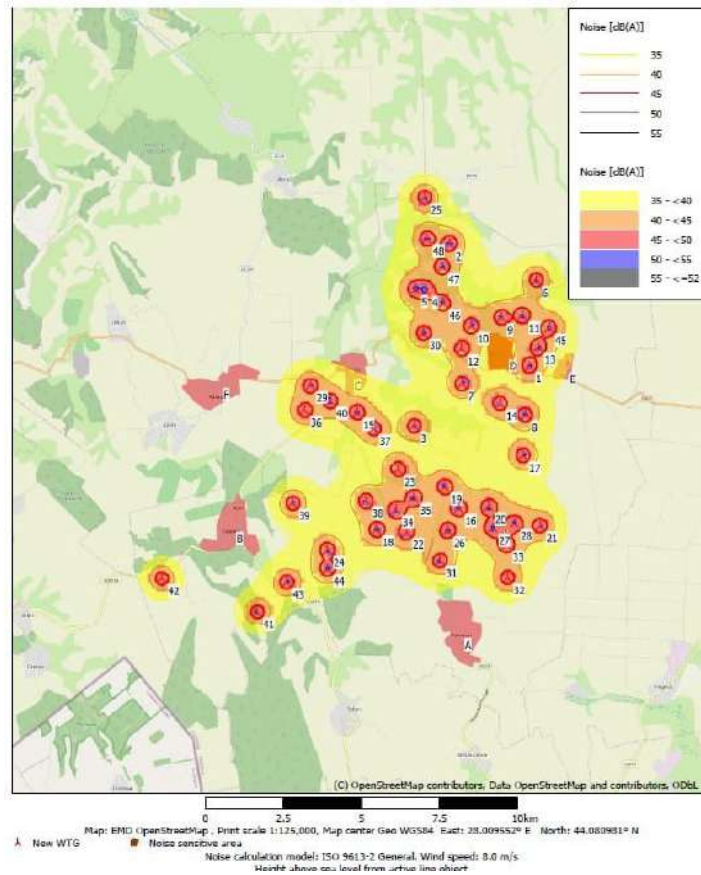 Noise [dB(A)]
35
40
45
50
55
Noise [dB(A)]
35 - <40
40 - <45
45 - <50
50 - <55
55 - <=52
25
48
2
47
6
5
4
46
10
9
11
45
30
12
D
13
1
E
7
C
F
29
40
36
15
37
14
8
3
17
23
19
39
38
34
35
16
20
B
18
22
26
27
28
21
33
24
44
31
32
42
43
41
A
(C) OpenStreetMap contributors, Data OpenStreetMap and contributors, ODbL
0 2.5 5 7.5 10km
Map: EMD OpenStreetMap , Print scale 1:125,000, Map center Geo WGS84 East: 28.009552° E North: 44.080981° N
New WTG
Noise sensitive area
Noise calculation model: ISO 9613-2 General. Wind speed: 8.0 m/s
Height above sea level from active line object